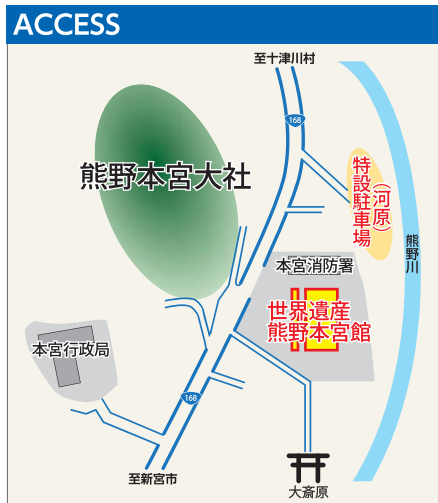 ACCESS
至十津川村
168
熊野本宮大社
特設駐車場
(河原)
熊野川
本宮消防署
世界遺産
熊野本宮館
本宮行政局
168
至新宮市
大斎原